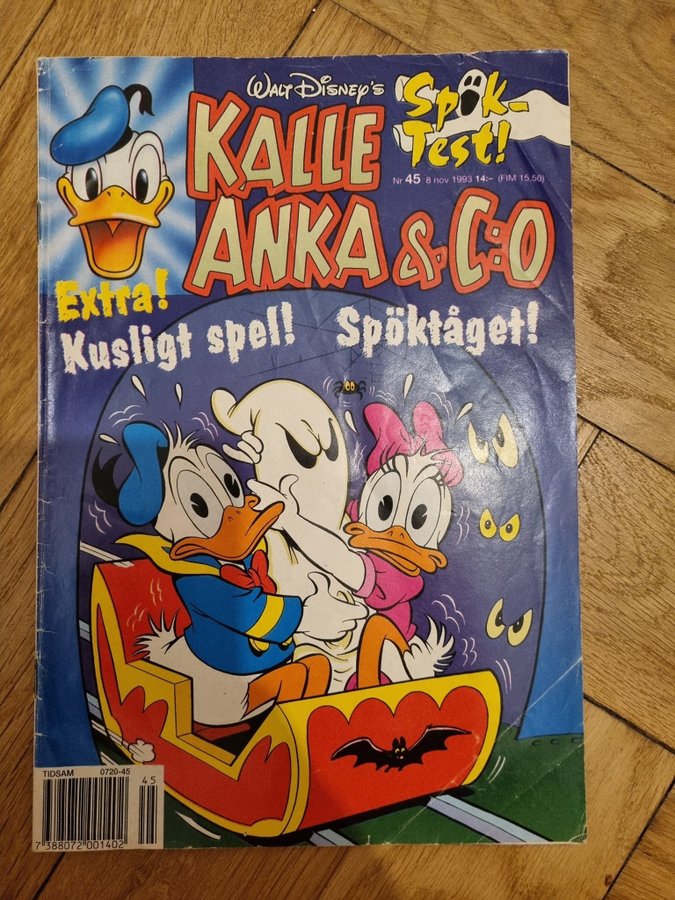 WALT DISNEY'S
KALLE
ANKA & C:O
Spök-
Test!
Nr 45 8 nov 1993 14:- (FIM 15,50)
Extra!
Kusligt spel! Spöktåget!
TIDSAM 0720-45
45
7 388072 001402